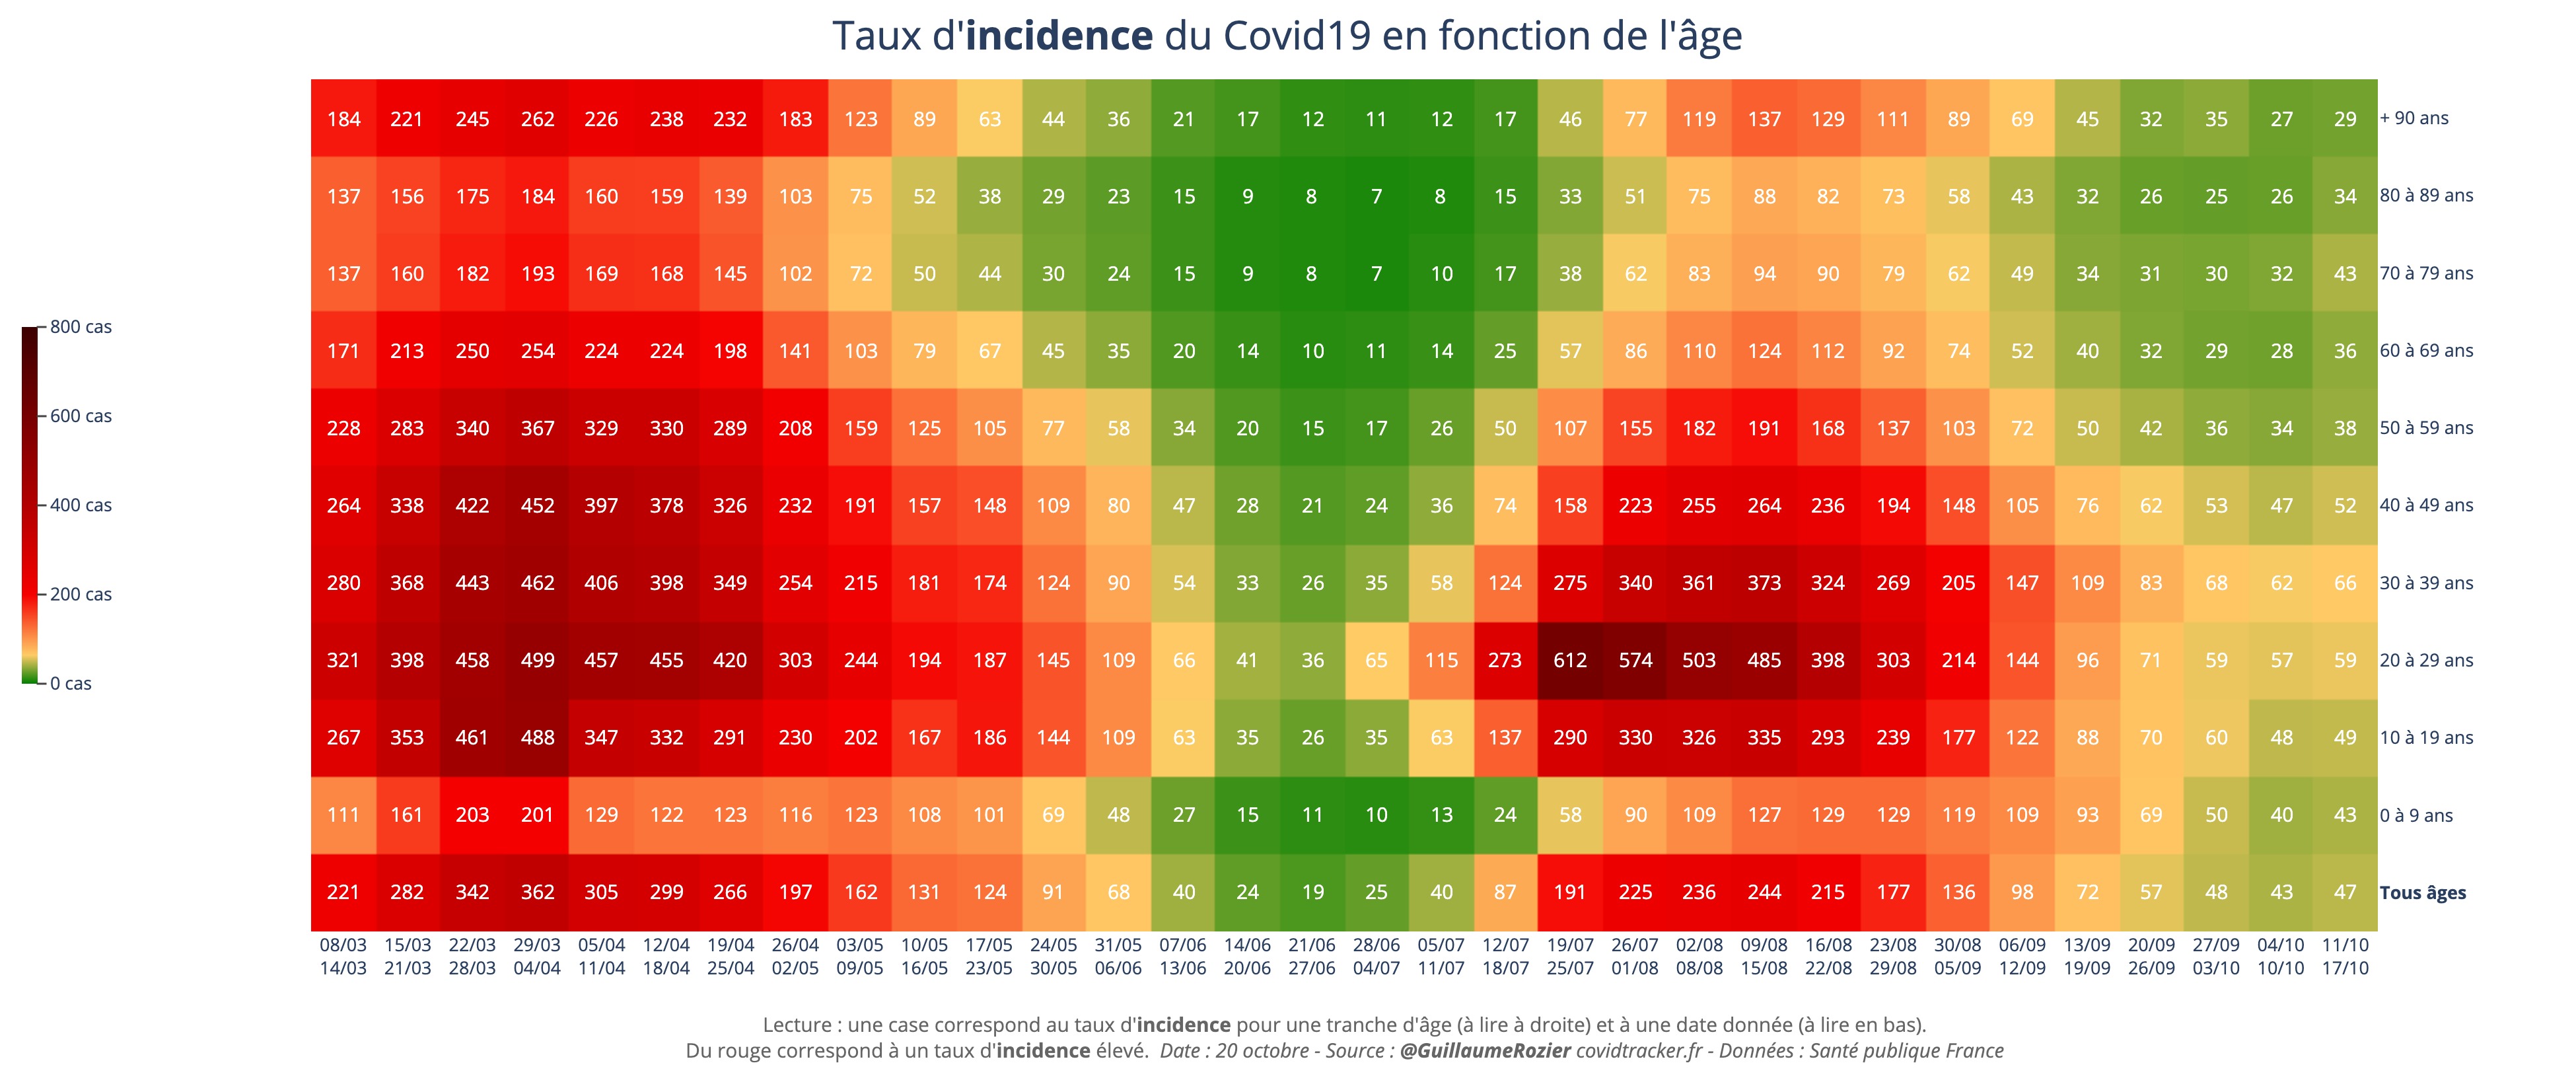 Taux d'incidence du Covid19 en fonction de l'âge
184 221 245 262 226 238 232 183 123 89 63 44 36 21 17 12 11 12 17 46 77 119 137 129 111 89 69 45 32 35 27 29 + 90 ans
137 156 175 184 160 159 139 103 75 52 38 29 23 15 9 8 7 8 15 33 51 75 88 82 73 58 43 32 26 25 26 34 80 à 89 ans
137 160 182 193 169 168 145 102 72 50 44 30 24 15 9 8 7 10 17 38 62 83 94 90 79 62 49 34 31 30 32 43 70 à 79 ans
800 cas
171 213 250 254 224 224 198 141 103 79 67 45 35 20 14 10 11 14 25 57 86 110 124 112 92 74 52 40 32 29 28 36 60 à 69 ans
600 cas
228 283 340 367 329 330 289 208 159 125 105 77 58 34 20 15 17 26 50 107 155 182 191 168 137 103 72 50 42 36 34 38 50 à 59 ans
400 cas
264 338 422 452 397 378 326 232 191 157 148 109 80 47 28 21 24 36 74 158 223 255 264 236 194 148 105 76 62 53 47 52 40 à 49 ans
200 cas
280 368 443 462 406 398 349 254 215 181 174 124 90 54 33 26 35 58 124 275 340 361 373 324 269 205 147 109 83 68 62 66 30 à 39 ans
0 cas
321 398 458 499 457 455 420 303 244 194 187 145 109 66 41 36 65 115 273 612 574 503 485 398 303 214 144 96 71 59 57 59 20 à 29 ans
267 353 461 488 347 332 291 230 202 167 186 144 109 63 35 26 35 63 137 290 330 326 335 293 239 177 122 88 70 60 48 49 10 à 19 ans
111 161 203 201 129 122 123 116 123 108 101 69 48 27 15 11 10 13 24 58 90 109 127 129 129 119 109 93 69 50 40 43 0 à 9 ans
221 282 342 362 305 299 266 197 162 131 124 91 68 40 24 19 25 40 87 191 225 236 244 215 177 136 98 72 57 48 43 47 Tous âges
08/03 15/03 22/03 29/03 05/04 12/04 19/04 26/04 03/05 10/05 17/05 24/05 31/05 07/06 14/06 21/06 28/06 05/07 12/07 19/07 26/07 02/08 09/08 16/08 23/08 30/08 06/09 13/09 20/09 27/09 04/10 11/10
14/03 21/03 28/03 04/04 11/04 18/04 25/04 02/05 09/05 16/05 23/05 30/05 06/06 13/06 20/06 27/06 04/07 11/07 18/07 25/07 01/08 08/08 15/08 22/08 29/08 05/09 12/09 19/09 26/09 03/10 10/10 17/10
Lecture : une case correspond au taux d'incidence pour une tranche d'âge (à lire à droite) et à une date donnée (à lire en bas).
Du rouge correspond à un taux d'incidence élevé. Date : 20 octobre - Source : @GuillaumeRozier covidtracker.fr - Données : Santé publique France